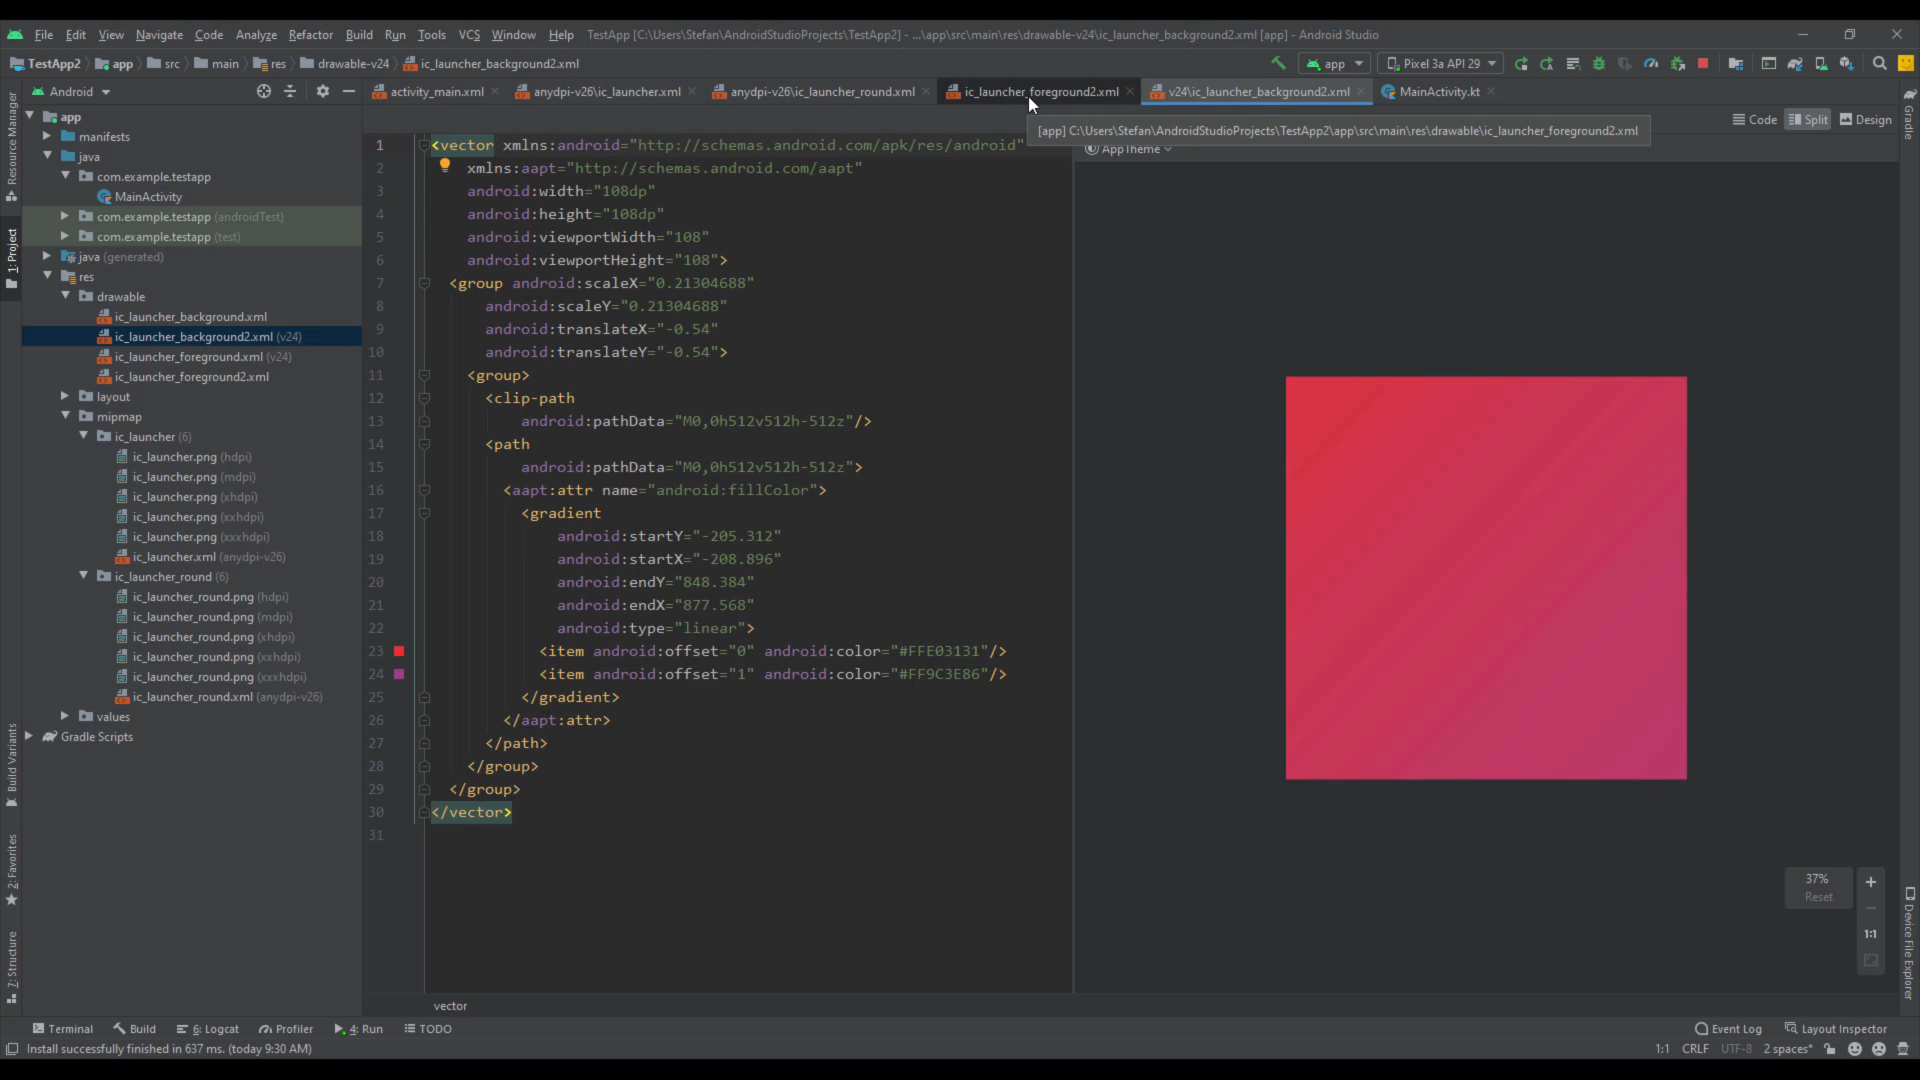 File Edit View Navigate Code Analyze Refactor Build Run Tools VCS Window Help TestApp [C:\Users\Stefan\AndroidStudioProjects\TestApp2] - ...\app\src\main\res\drawable-v24\ic_launcher_background2.xml [app] - Android Studio
TestApp2 app src main res drawable-v24 ic_launcher_background2.xml app Pixel 3a API 29
Android activity_main.xml anydpi-v26\ic_launcher.xml anydpi-v26\ic_launcher_round.xml ic_launcher_foreground2.xml v24\ic_launcher_background2.xml MainActivity.kt
Code Split Design
[app] C:\Users\Stefan\AndroidStudioProjects\TestApp2\app\src\main\res\drawable\ic_launcher_foreground2.xml
AppTheme
Resource Manager
1: Project
Build Variants
2: Favorites
7: Structure
app
manifests
java
com.example.testapp
MainActivity
com.example.testapp (androidTest)
com.example.testapp (test)
java (generated)
res
drawable
ic_launcher_background.xml
ic_launcher_background2.xml (v24)
ic_launcher_foreground.xml (v24)
ic_launcher_foreground2.xml
layout
mipmap
ic_launcher (6)
ic_launcher.png (hdpi)
ic_launcher.png (mdpi)
ic_launcher.png (xhdpi)
ic_launcher.png (xxhdpi)
ic_launcher.png (xxxhdpi)
ic_launcher.xml (anydpi-v26)
ic_launcher_round (6)
ic_launcher_round.png (hdpi)
ic_launcher_round.png (mdpi)
ic_launcher_round.png (xhdpi)
ic_launcher_round.png (xxhdpi)
ic_launcher_round.png (xxxhdpi)
ic_launcher_round.xml (anydpi-v26)
values
Gradle Scripts
1 <vector xmlns:android="http://schemas.android.com/apk/res/android"
2 xmlns:aapt="http://schemas.android.com/aapt"
3 android:width="108dp"
4 android:height="108dp"
5 android:viewportWidth="108"
6 android:viewportHeight="108">
7 <group android:scaleX="0.21304688"
8 android:scaleY="0.21304688"
9 android:translateX="-0.54"
10 android:translateY="-0.54">
11 <group>
12 <clip-path
13 android:pathData="M0,0h512v512h-512z"/>
14 <path
15 android:pathData="M0,0h512v512h-512z">
16 <aapt:attr name="android:fillColor">
17 <gradient
18 android:startY="-205.312"
19 android:startX="-208.896"
20 android:endY="848.384"
21 android:endX="877.568"
22 android:type="linear">
23 <item android:offset="0" android:color="#FFE03131"/>
24 <item android:offset="1" android:color="#FF9C3E86"/>
25 </gradient>
26 </aapt:attr>
27 </path>
28 </group>
29 </group>
30 </vector>
31
vector
37%
Reset
+
1:1
Gradle
Device File Explorer
Terminal Build 6: Logcat Profiler 4: Run TODO Event Log Layout Inspector
Install successfully finished in 637 ms. (today 9:30 AM) 1:1 CRLF UTF-8 2 spaces*